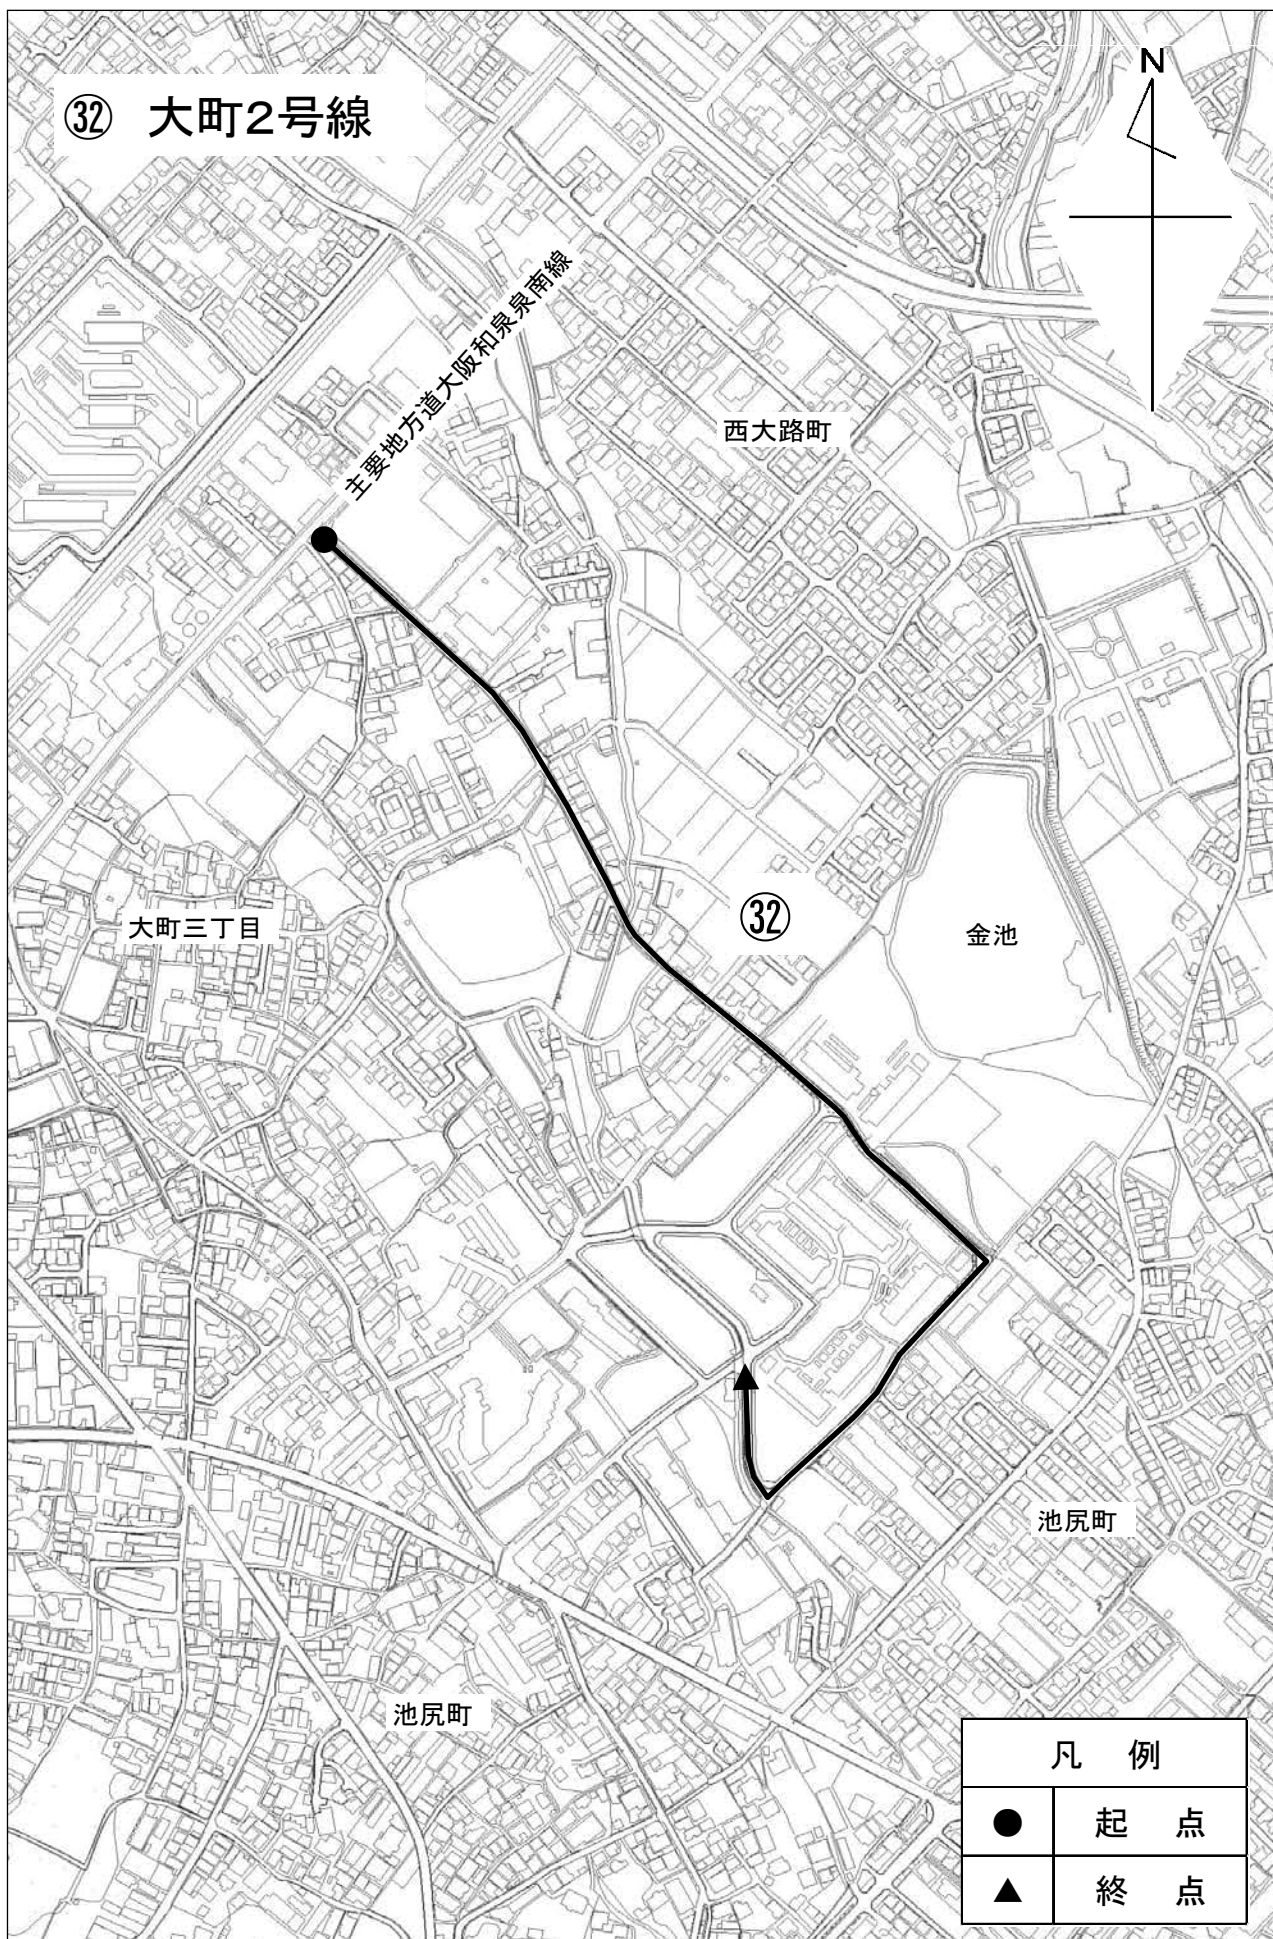 ㉜ 大町2号線
N
主要地方道大阪和泉泉南線
西大路町
大町三丁目
㉜
金池
池尻町
池尻町
凡 例
● 起 点
▲ 終 点